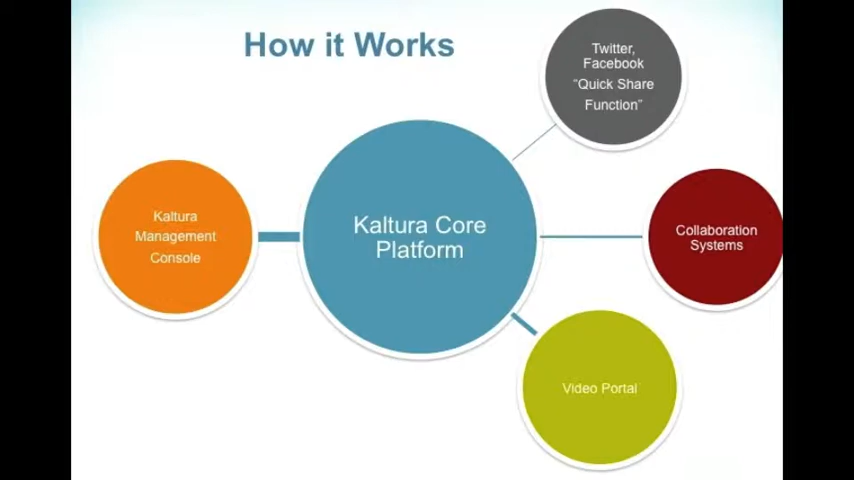 How it Works
Twitter,
Facebook
"Quick Share
Function"
Kaltura
Management
Console
Kaltura Core
Platform
Collaboration
Systems
Video Portal